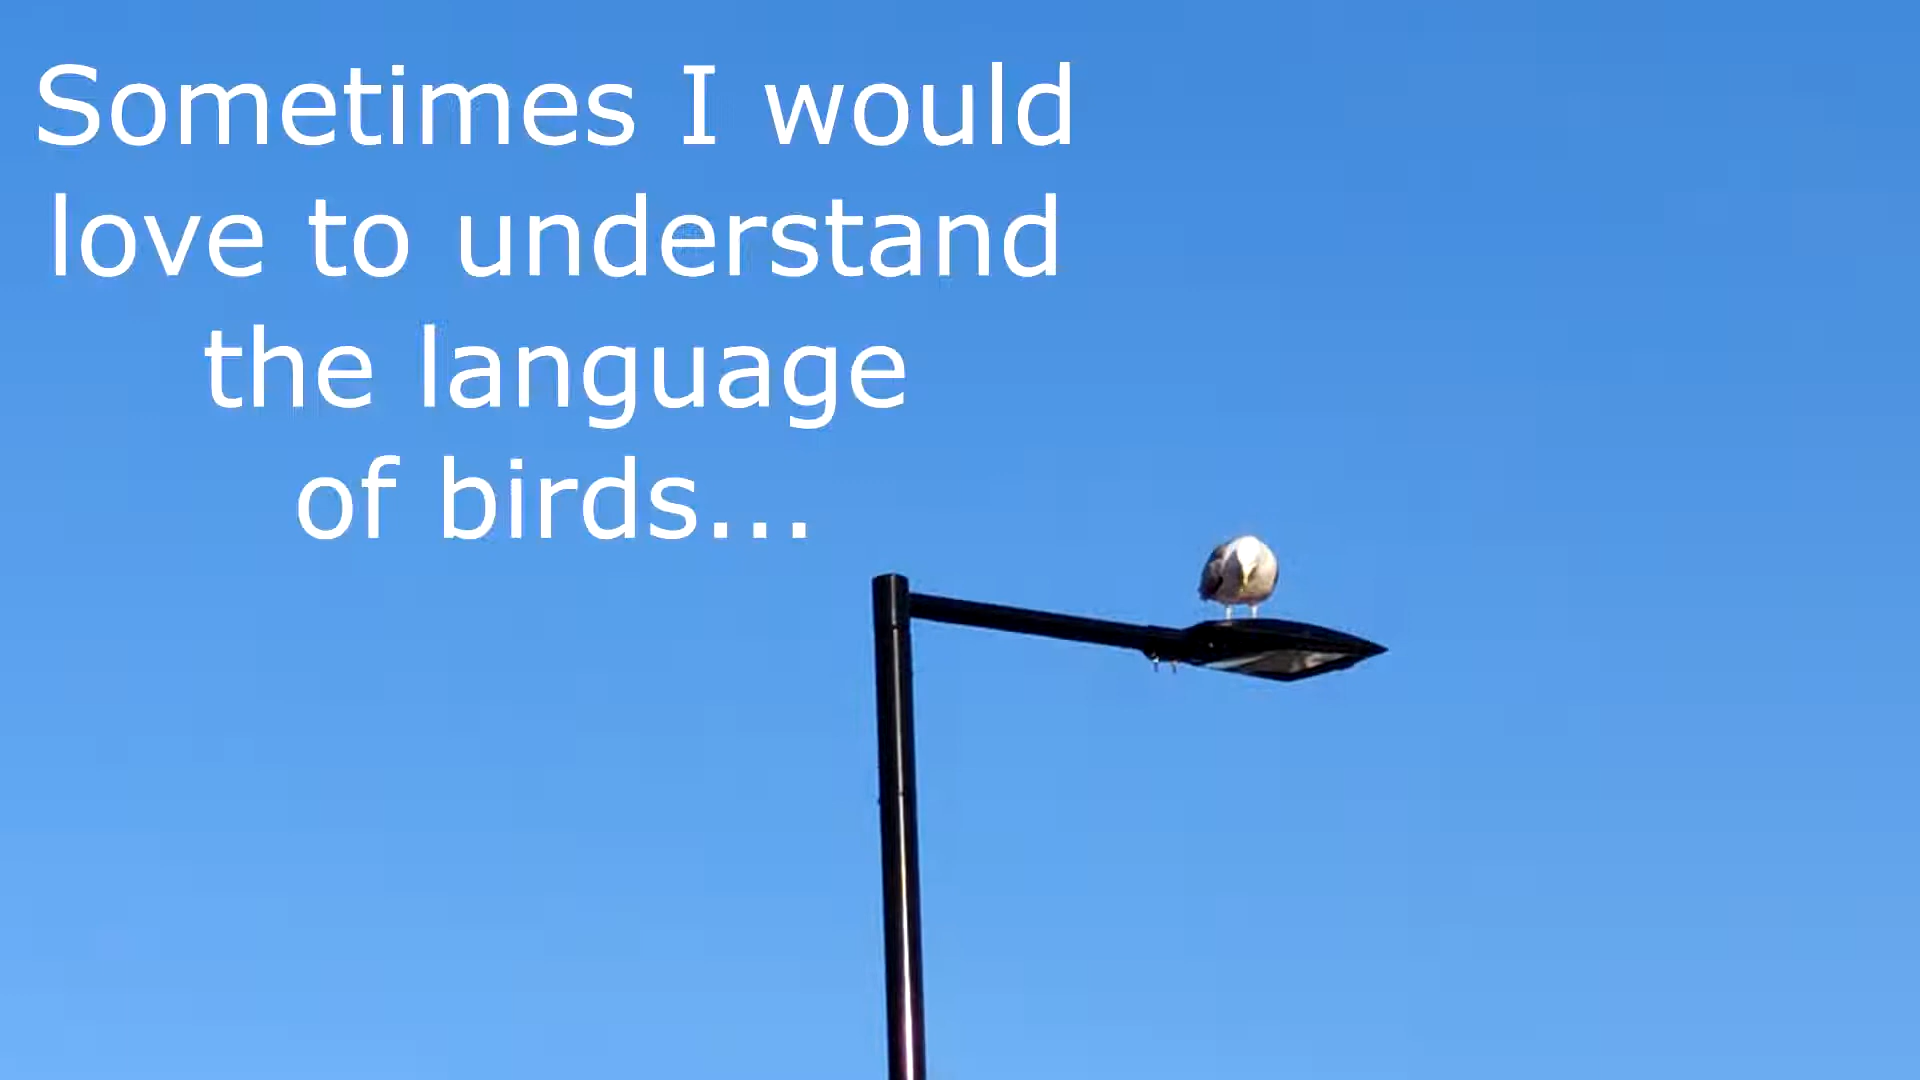 Sometimes I would
love to understand
the language
of birds...